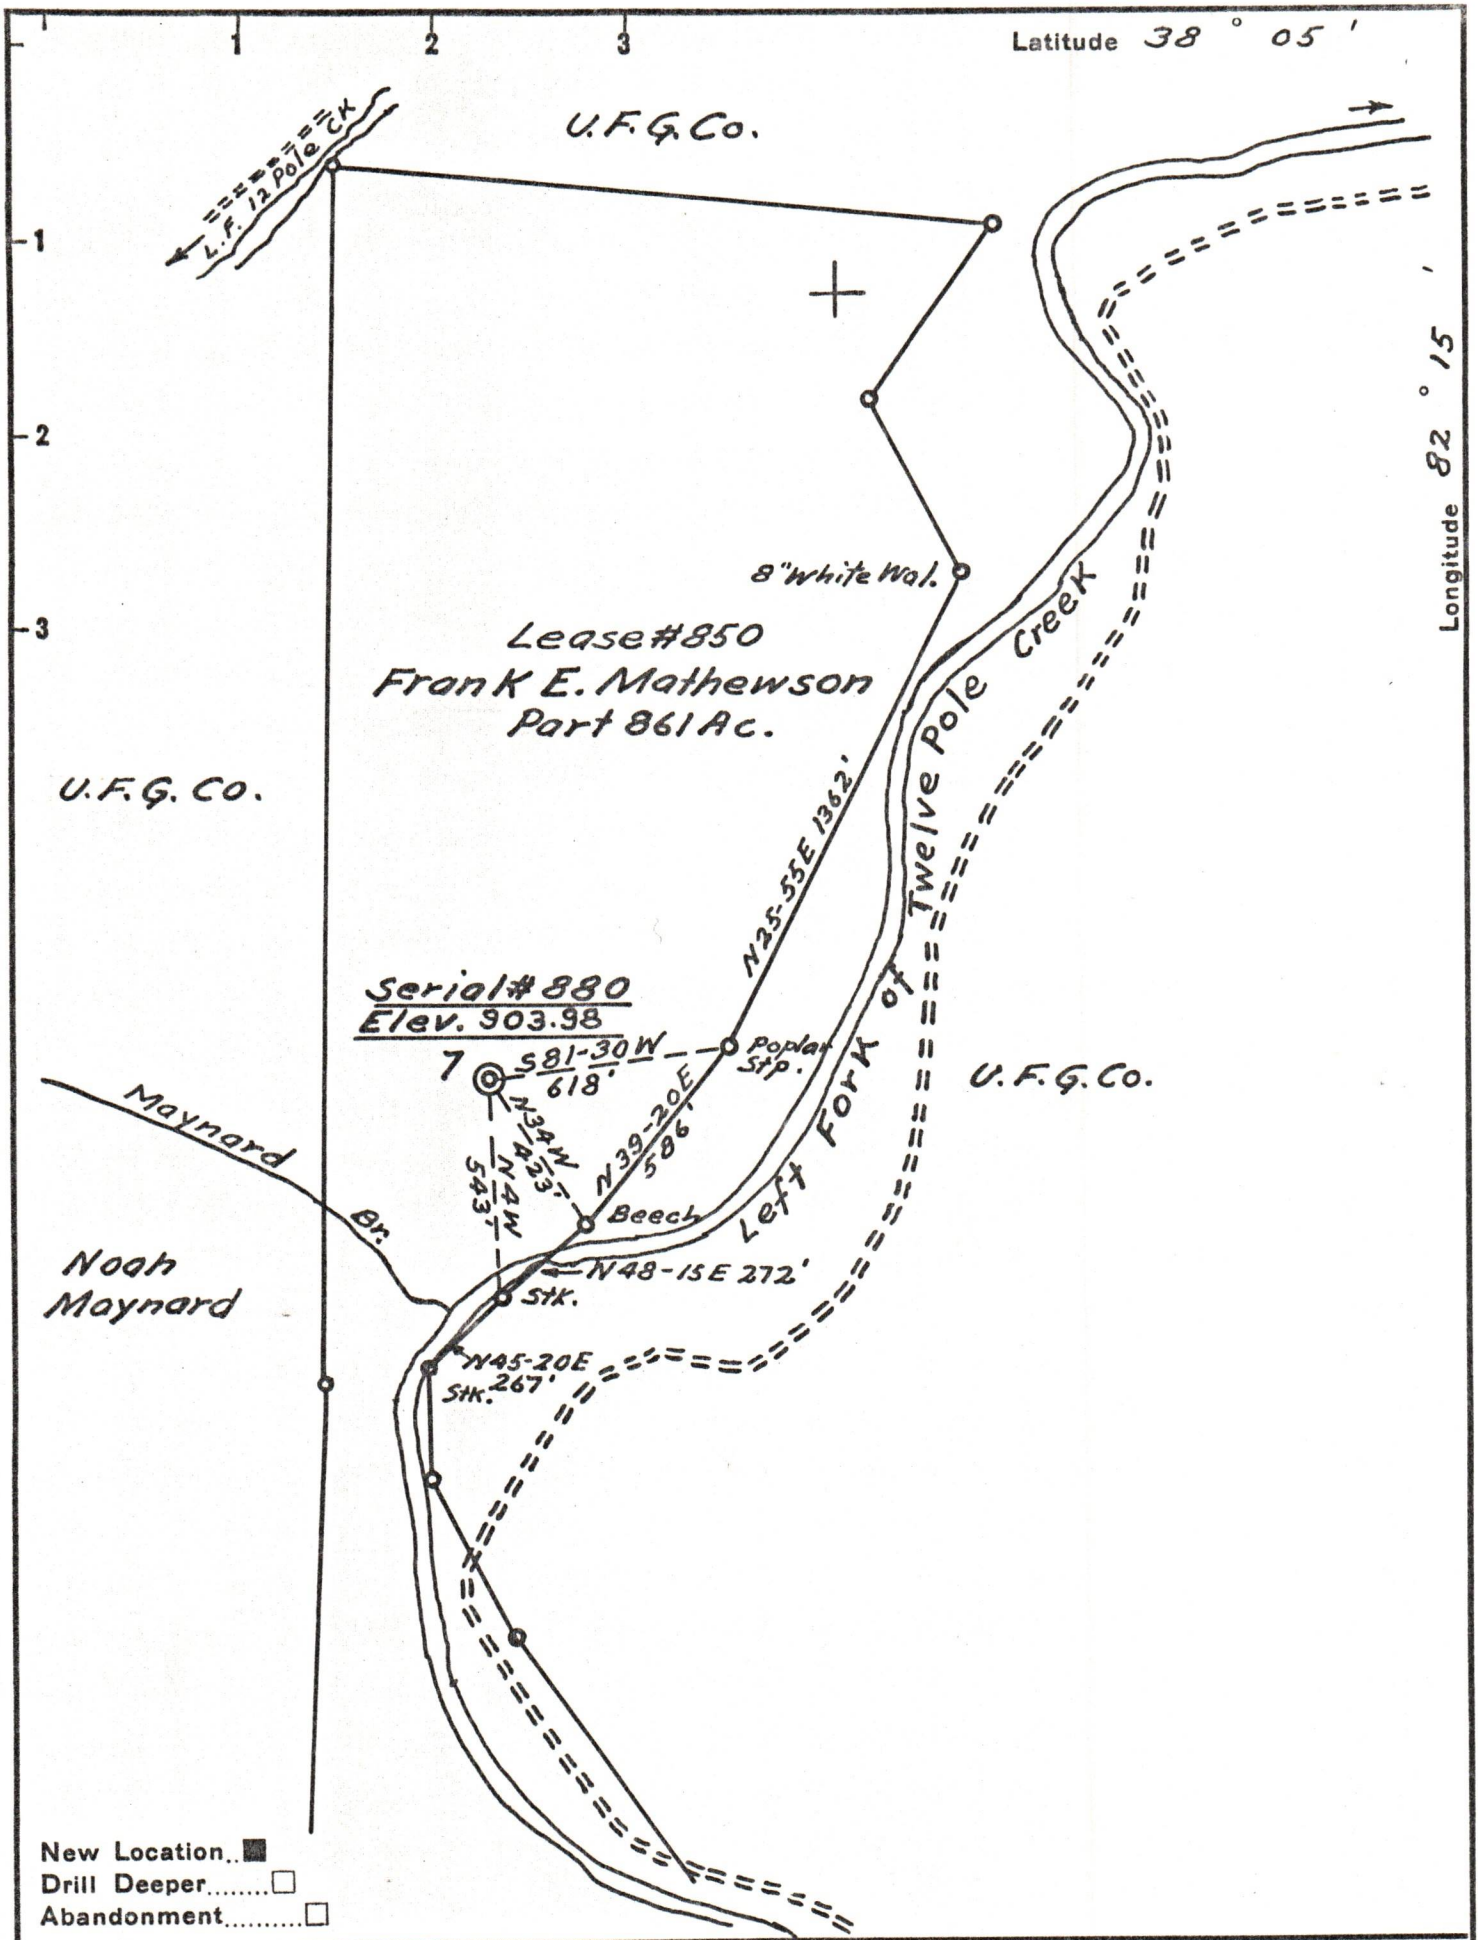 1 2 3
Latitude 38° 05'
U.F.G.Co.
L.F. 12 Pole CK
1
2
3
Longitude 82° 15'
8" White Wal.
Lease #850
Frank E. Mathewson
Part 861 Ac.
U.F.G. Co.
N25-55E 1362'
Left Fork of Twelve Pole Creek
Serial # 880
Elev. 903.98
7
S81-30W
618'
Poplar
Stp.
U.F.G.Co.
N39-20E
586'
N34W
423'
N4W
543'
Maynard Br.
Beech
N48-15E 272'
Stk.
Noah
Maynard
N45-20E
267'
Stk.
New Location..
Drill Deeper........
Abandonment..........